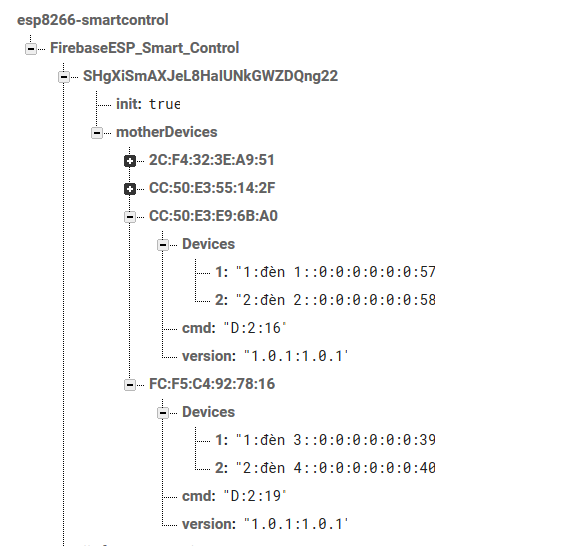 esp8266-smartcontrol
FirebaseESP_Smart_Control
SHgXiSmAXJeL8HalUNkGWZDQng22
init: true
motherDevices
2C:F4:32:3E:A9:51
CC:50:E3:55:14:2F
CC:50:E3:E9:6B:A0
Devices
1: "1:đèn 1::0:0:0:0:0:0:57
2: "2:đèn 2::0:0:0:0:0:0:58
cmd: "D:2:16"
version: "1.0.1:1.0.1"
FC:F5:C4:92:78:16
Devices
1: "1:đèn 3::0:0:0:0:0:0:39
2: "2:đèn 4::0:0:0:0:0:0:40
cmd: "D:2:19"
version: "1.0.1:1.0.1"